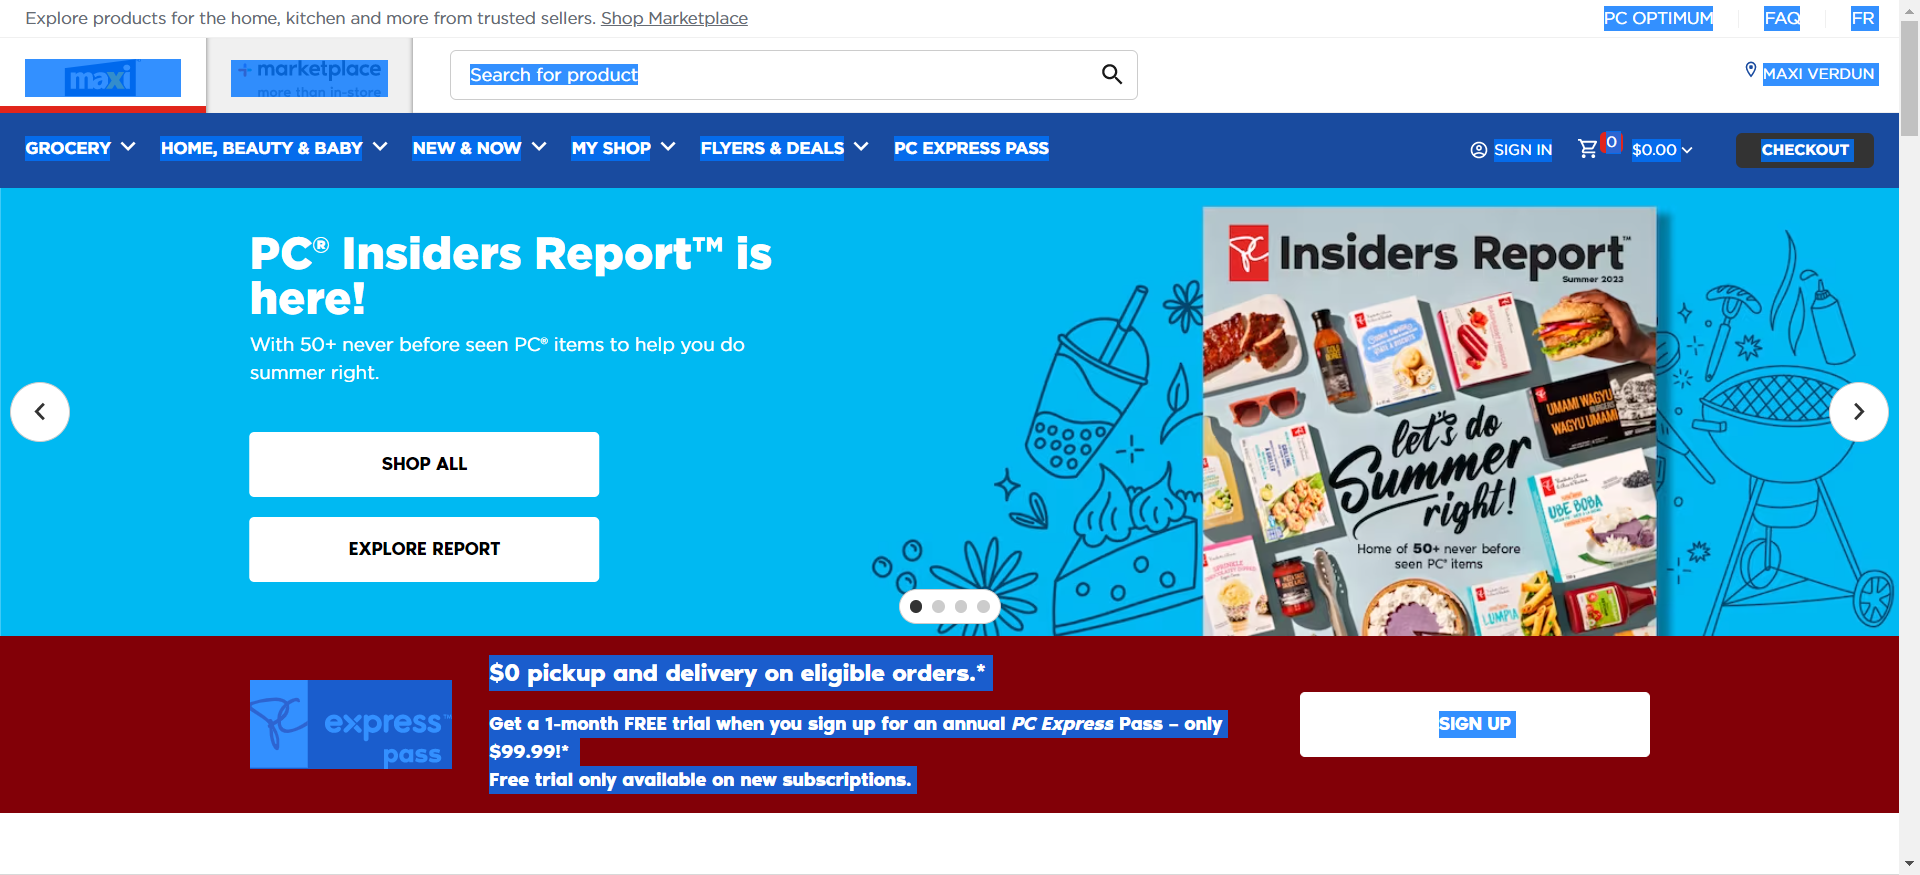 Explore products for the home, kitchen and more from trusted sellers. Shop Marketplace
PC OPTIMUM
FAQ
FR
maxi
+ marketplace
more than in-store
Search for product
MAXI VERDUN
GROCERY
HOME, BEAUTY & BABY
NEW & NOW
MY SHOP
FLYERS & DEALS
PC EXPRESS PASS
SIGN IN
0
$0.00
CHECKOUT
PC® Insiders Report™ is
here!
With 50+ never before seen PC® items to help you do
summer right.
SHOP ALL
EXPLORE REPORT
PC Insiders Report™
Summer 2023
UMAMI WAGYU
BURGERS
WAGYU UMAMI
let's do
Summer
right!
UBE BOBA
Home of 50+ never before
seen PC® items
LUMPIA
PC express™
pass
$0 pickup and delivery on eligible orders.*
Get a 1-month FREE trial when you sign up for an annual PC Express Pass – only
$99.99!*
Free trial only available on new subscriptions.
SIGN UP